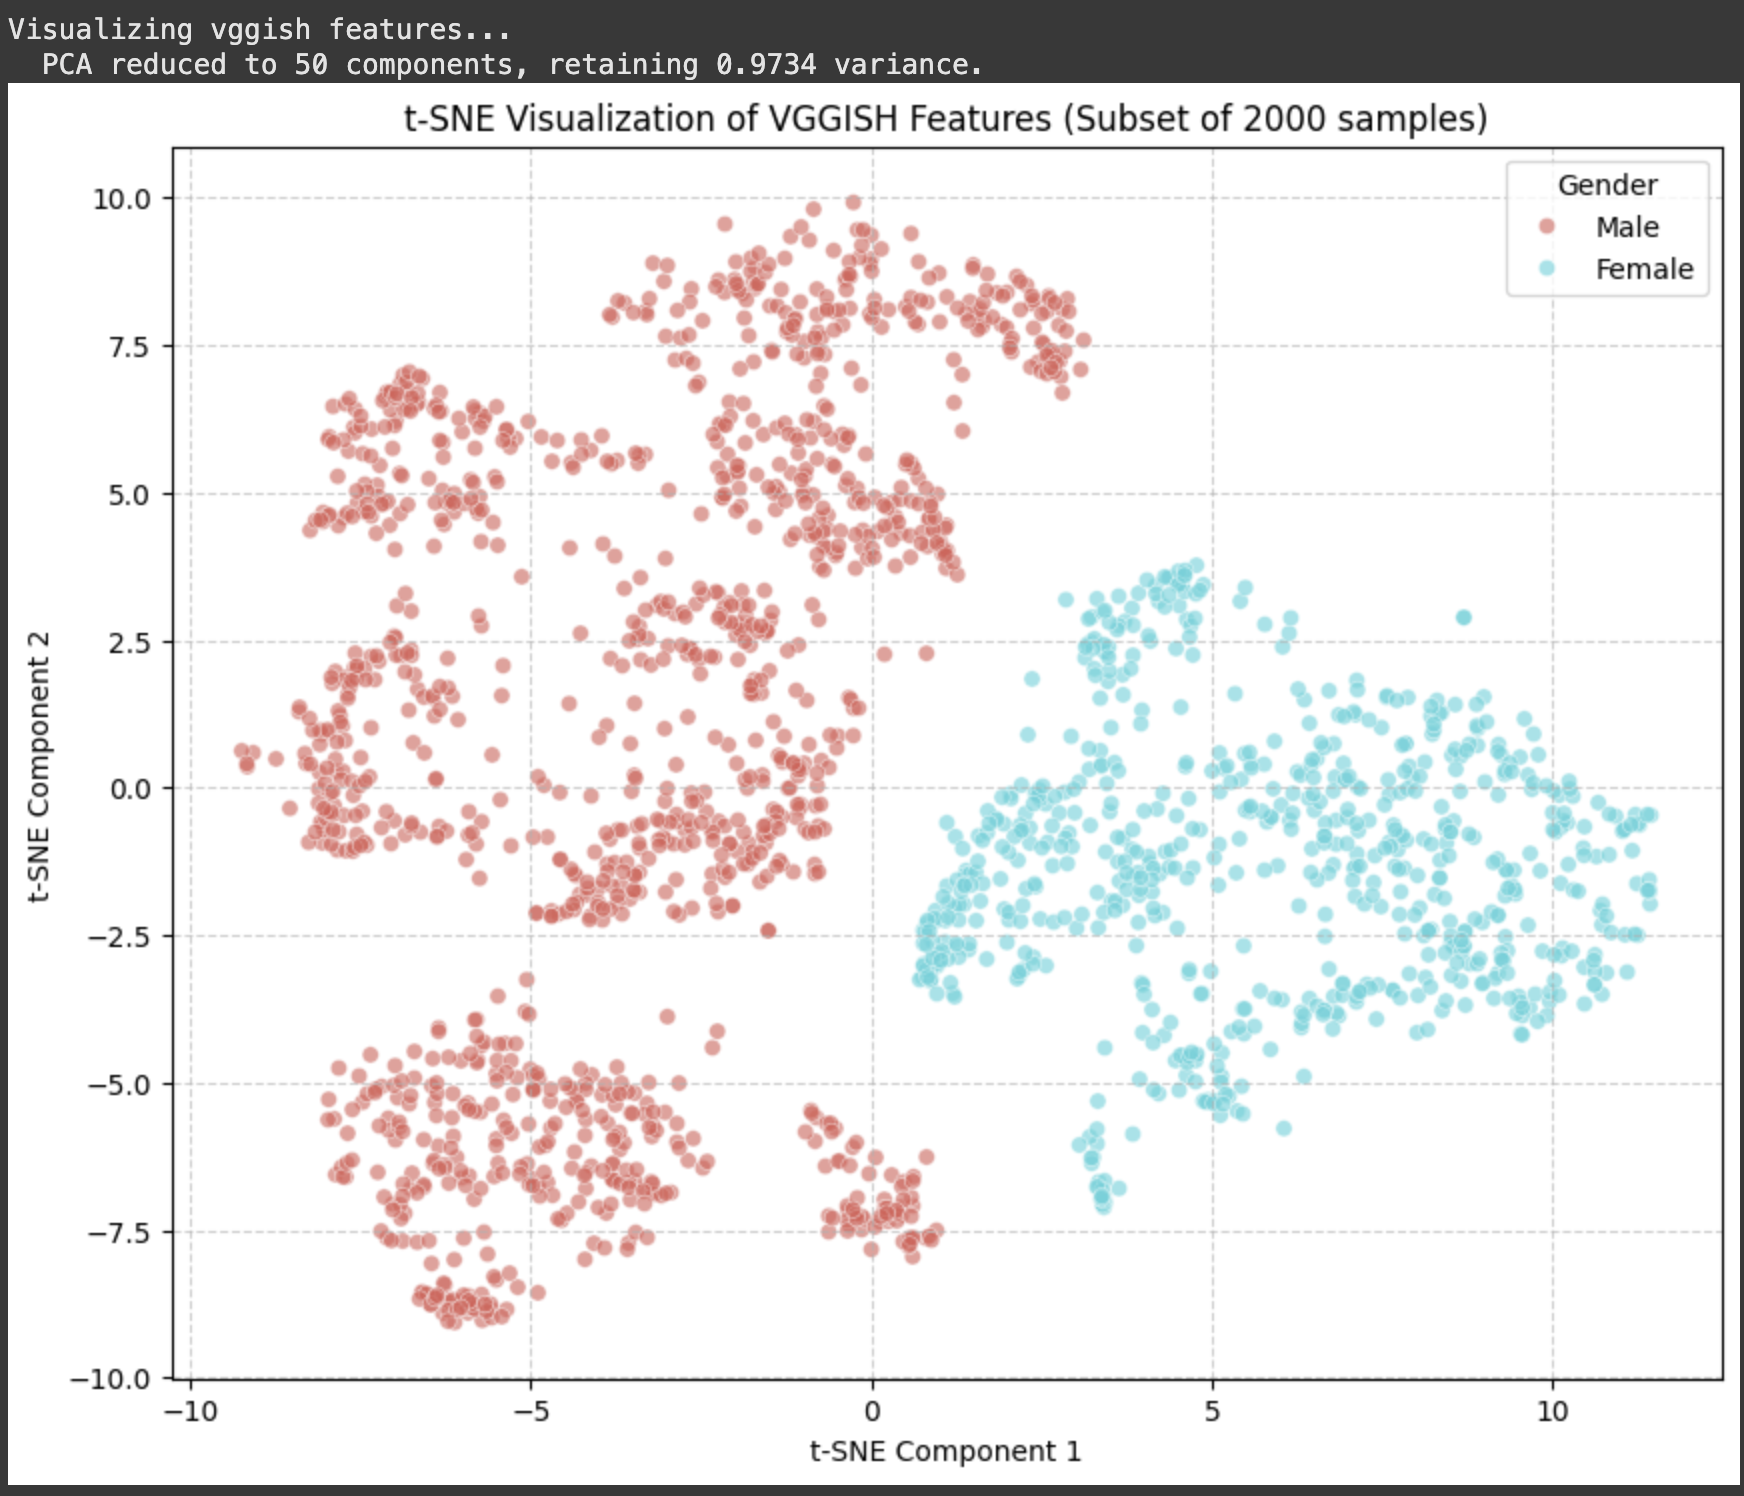 Visualizing vggish features...
PCA reduced to 50 components, retaining 0.9734 variance.
t-SNE Visualization of VGGISH Features (Subset of 2000 samples)
Gender
Male
Female
10.0
7.5
5.0
2.5
0.0
−2.5
−5.0
−7.5
−10.0
t-SNE Component 2
−10
−5
0
5
10
t-SNE Component 1